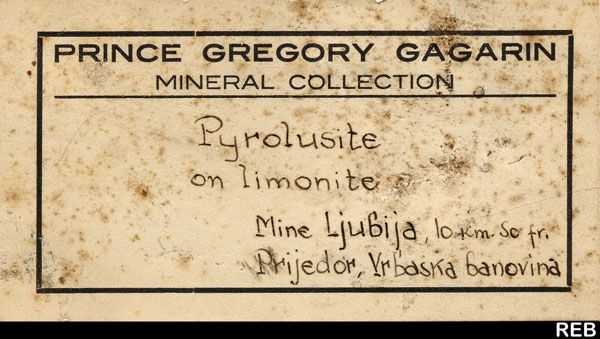 PRINCE GREGORY GAGARIN
MINERAL COLLECTION
Pyrolusite
on limonite
Mine Ljubija, 10 km. So fr.
Prijedor, Vrbaska banovina
REB